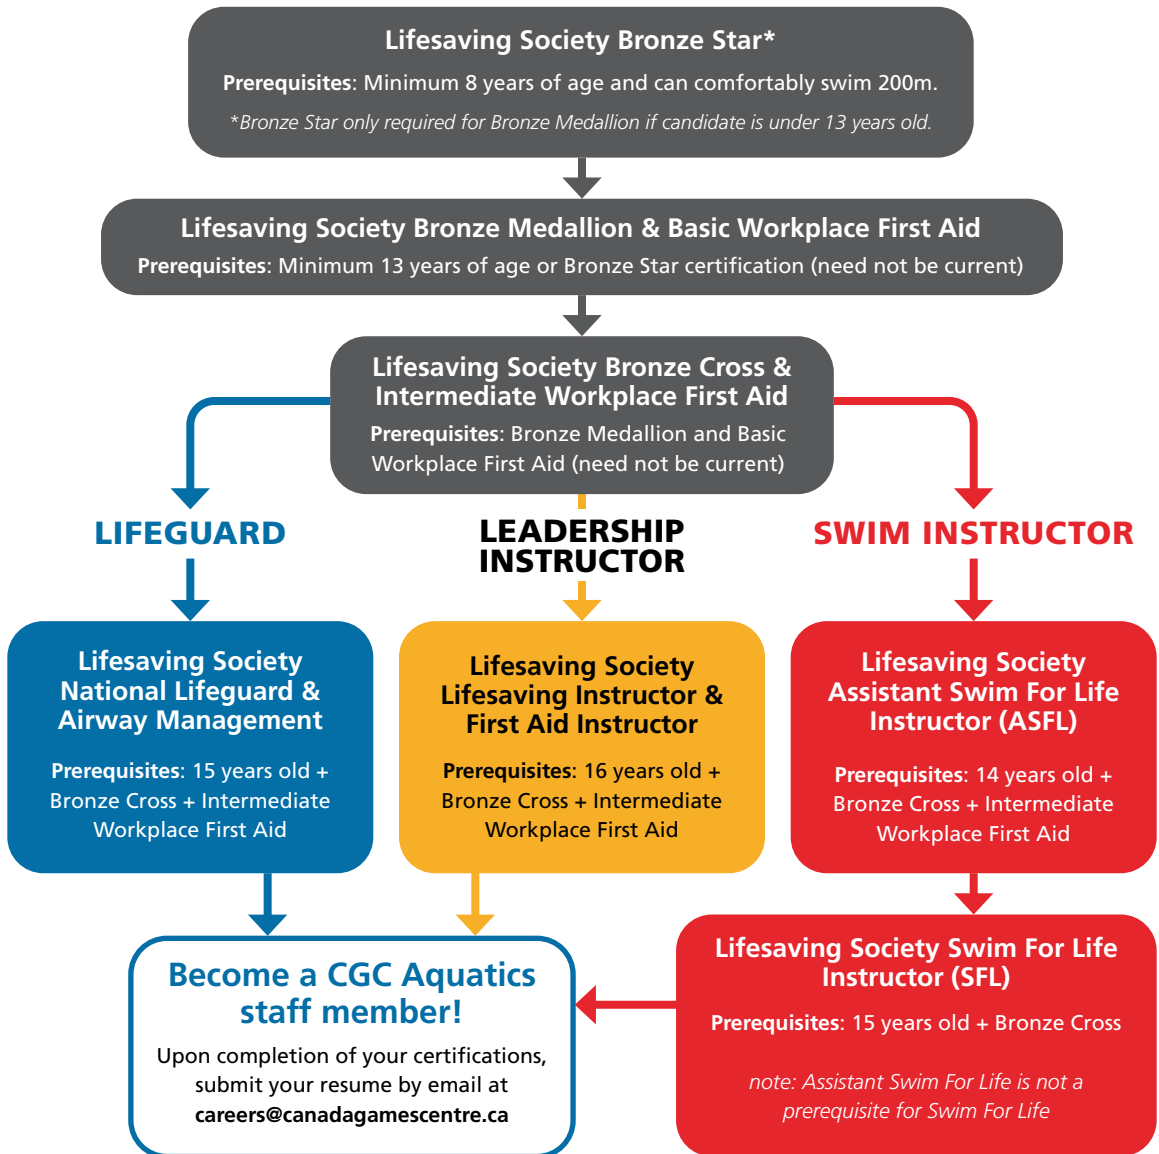 Lifesaving Society Bronze Star*
Prerequisites: Minimum 8 years of age and can comfortably swim 200m.
*Bronze Star only required for Bronze Medallion if candidate is under 13 years old.
Lifesaving Society Bronze Medallion & Basic Workplace First Aid
Prerequisites: Minimum 13 years of age or Bronze Star certification (need not be current)
Lifesaving Society Bronze Cross &
Intermediate Workplace First Aid
Prerequisites: Bronze Medallion and Basic
Workplace First Aid (need not be current)
LIFEGUARD
LEADERSHIP
INSTRUCTOR
SWIM INSTRUCTOR
Lifesaving Society
National Lifeguard &
Airway Management
Prerequisites: 15 years old +
Bronze Cross + Intermediate
Workplace First Aid
Lifesaving Society
Lifesaving Instructor &
First Aid Instructor
Prerequisites: 16 years old +
Bronze Cross + Intermediate
Workplace First Aid
Lifesaving Society
Assistant Swim For Life
Instructor (ASFL)
Prerequisites: 14 years old +
Bronze Cross + Intermediate
Workplace First Aid
Lifesaving Society Swim For Life
Instructor (SFL)
Prerequisites: 15 years old + Bronze Cross
note: Assistant Swim For Life is not a
prerequisite for Swim For Life
Become a CGC Aquatics
staff member!
Upon completion of your certifications,
submit your resume by email at
careers@canadagamescentre.ca